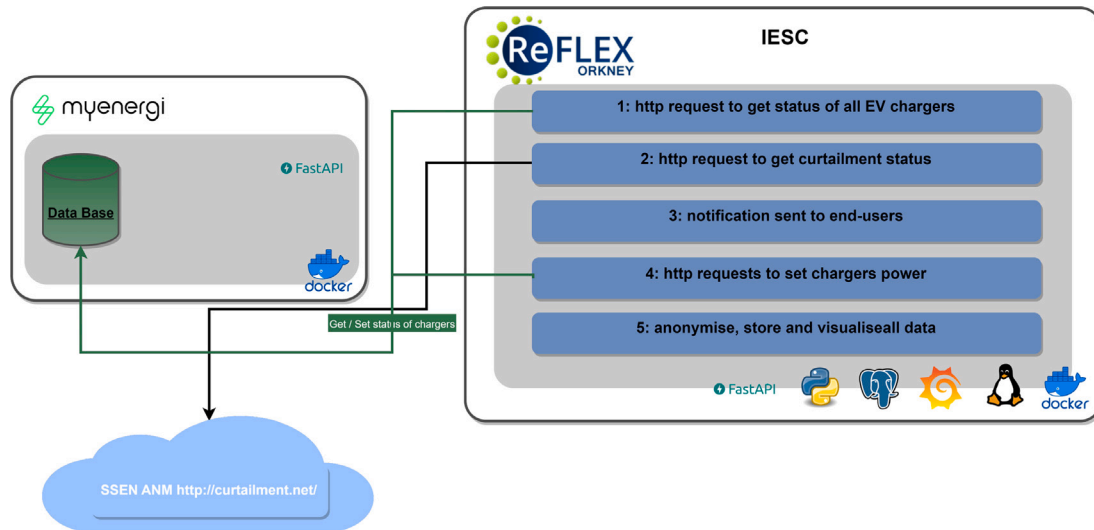 IESC
ReFLEX
ORKNEY
myenergi
FastAPI
Data Base
docker
1: http request to get status of all EV chargers
2: http request to get curtailment status
3: notification sent to end-users
4: http requests to set chargers power
5: anonymise, store and visualiseall data
Get / Set status of chargers
FastAPI
docker
SSEN ANM http://curtailment.net/